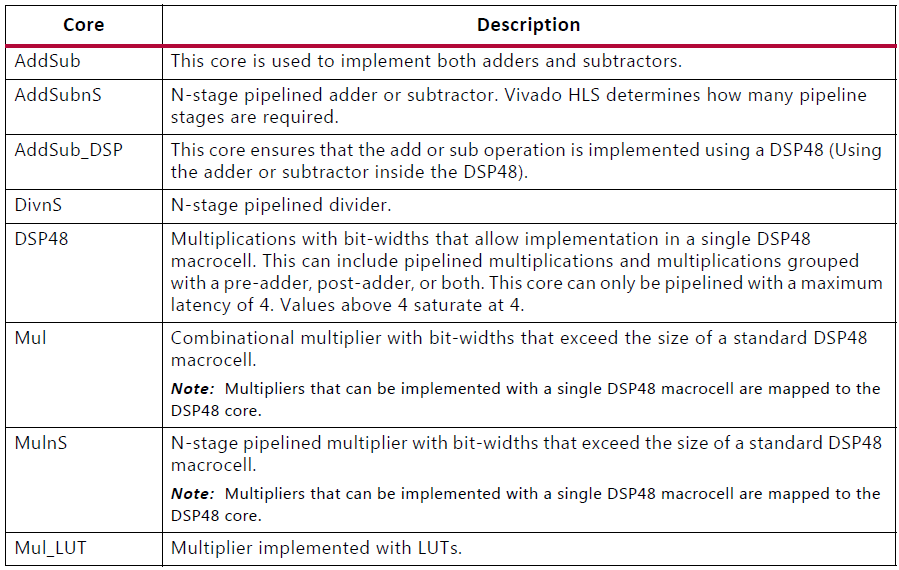 Core Description
AddSub This core is used to implement both adders and subtractors.
AddSubnS N-stage pipelined adder or subtractor. Vivado HLS determines how many pipeline
stages are required.
AddSub_DSP This core ensures that the add or sub operation is implemented using a DSP48 (Using
the adder or subtractor inside the DSP48).
DivnS N-stage pipelined divider.
DSP48 Multiplications with bit-widths that allow implementation in a single DSP48
macrocell. This can include pipelined multiplications and multiplications grouped
with a pre-adder, post-adder, or both. This core can only be pipelined with a maximum
latency of 4. Values above 4 saturate at 4.
Mul Combinational multiplier with bit-widths that exceed the size of a standard DSP48
macrocell.
Note: Multipliers that can be implemented with a single DSP48 macrocell are mapped to the
DSP48 core.
MulnS N-stage pipelined multiplier with bit-widths that exceed the size of a standard DSP48
macrocell.
Note: Multipliers that can be implemented with a single DSP48 macrocell are mapped to the
DSP48 core.
Mul_LUT Multiplier implemented with LUTs.